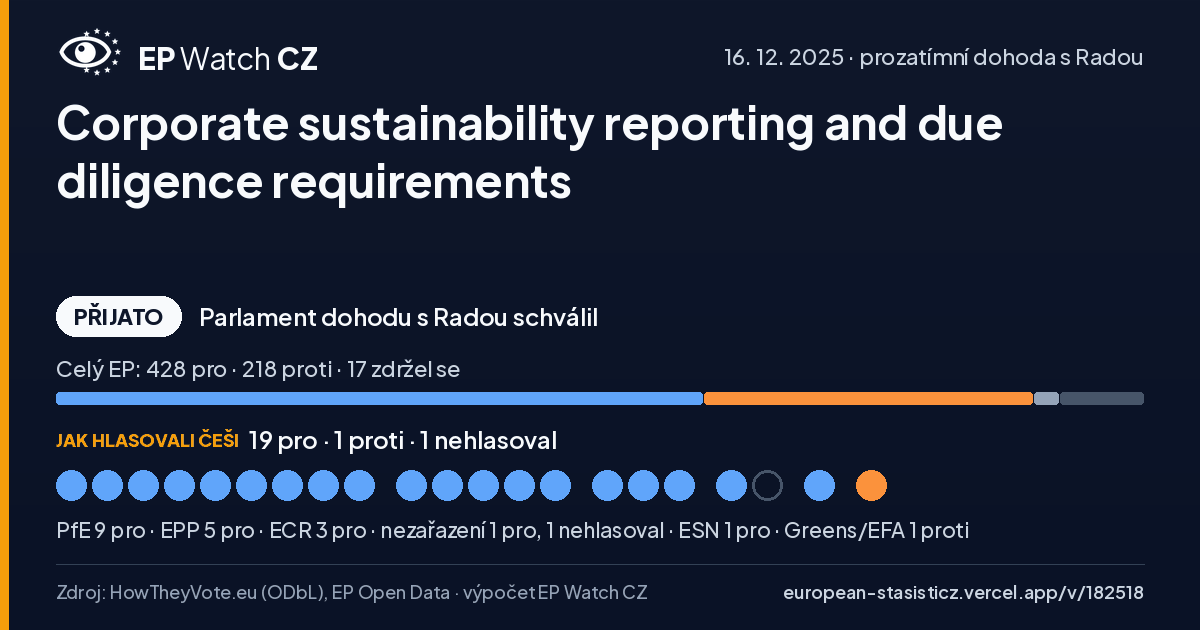 EP Watch CZ
16. 12. 2025 · prozatímní dohoda s Radou
Corporate sustainability reporting and due
diligence requirements
PŘIJATO
Parlament dohodu s Radou schválil
Celý EP: 428 pro · 218 proti · 17 zdržel se
JAK HLASOVALI ČEŠI 19 pro · 1 proti · 1 nehlasoval
PfE 9 pro · EPP 5 pro · ECR 3 pro · nezařazení 1 pro, 1 nehlasoval · ESN 1 pro · Greens/EFA 1 proti
Zdroj: HowTheyVote.eu (ODbL), EP Open Data · výpočet EP Watch CZ
european-stasisticz.vercel.app/v/182518